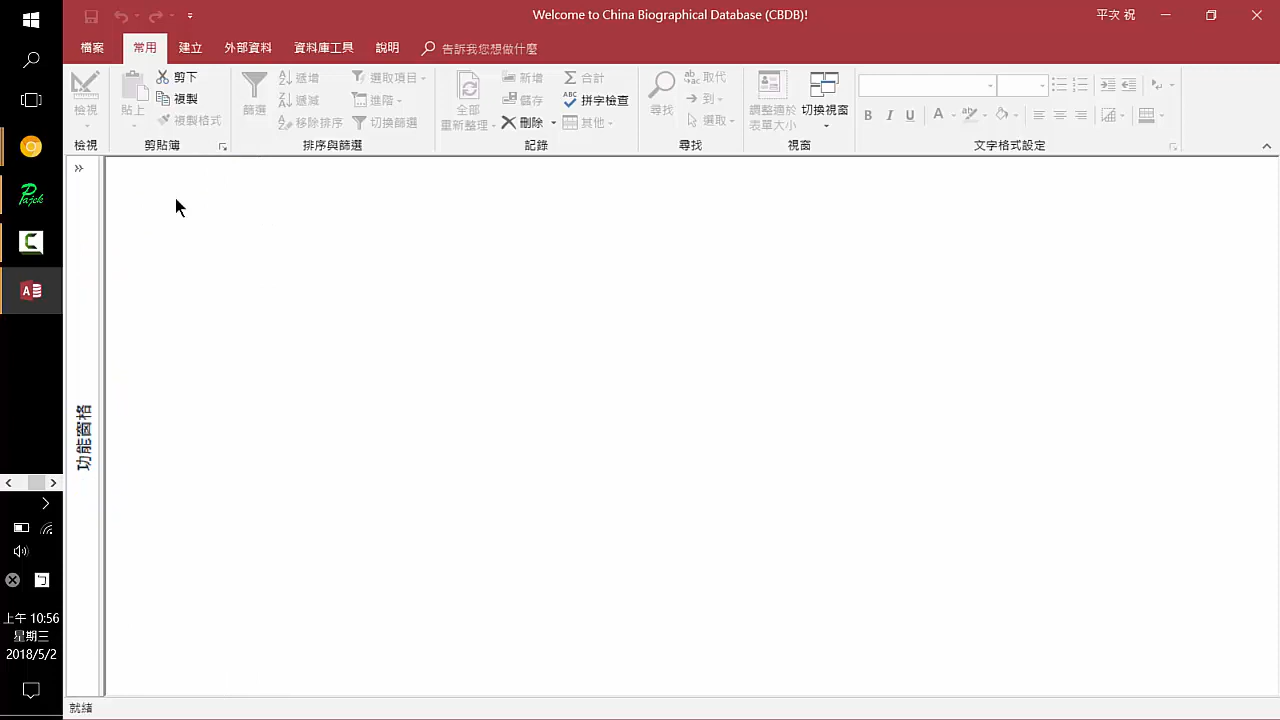 Welcome to China Biographical Database (CBDB)!
平次 祝
檔案 常用 建立 外部資料 資料庫工具 說明 告訴我您想做什麼
檢視
貼上
剪下
複製
複製格式
篩選
遞增
遞減
移除排序
選取項目
進階
切換篩選
全部
重新整理
新增
儲存
刪除
合計
拼字檢查
其他
尋找
取代
到
選取
調整適於
表單大小
切換視窗
B I U A
檢視 剪貼簿 排序與篩選 記錄 尋找 視窗 文字格式設定
功能窗格
上午 10:56
星期三
2018/5/2
就緒